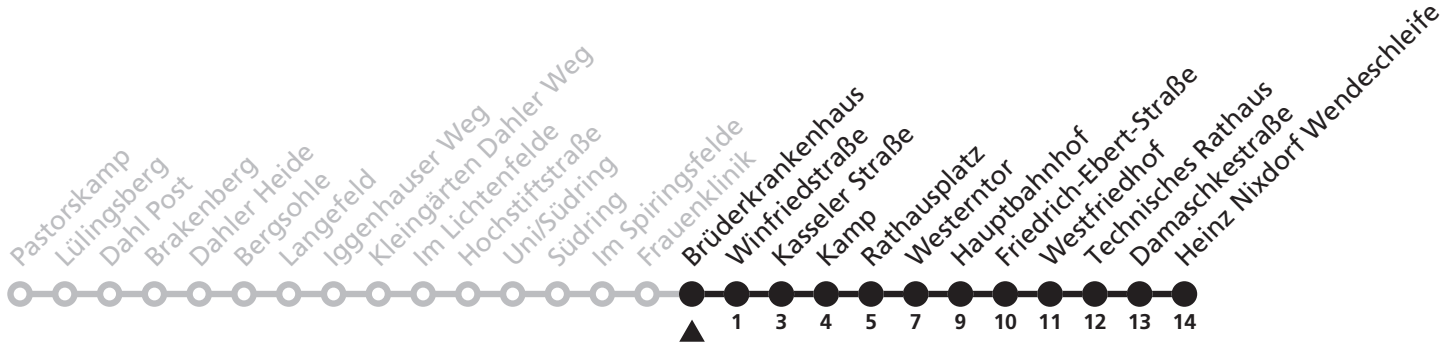 Pastorskamp
Lüllingsberg
Dahl Post
Brakenberg
Dahler Heide
Bergsohle
Langefeld
Iggenhauser Weg
Kleingärten Dahler Weg
Im Lichtenfelde
Hochstiftstraße
Uni/Südring
Südring
Im Spiringsfelde
Frauenklinik
Brüderkrankenhaus
Winfriedstraße
Kasseler Straße
Kamp
Rathausplatz
Westerntor
Hauptbahnhof
Friedrich-Ebert-Straße
Westfriedhof
Technisches Rathaus
Damaschkestraße
Heinz Nixdorf Wendeschleife
1 3 4 5 7 9 10 11 12 13 14